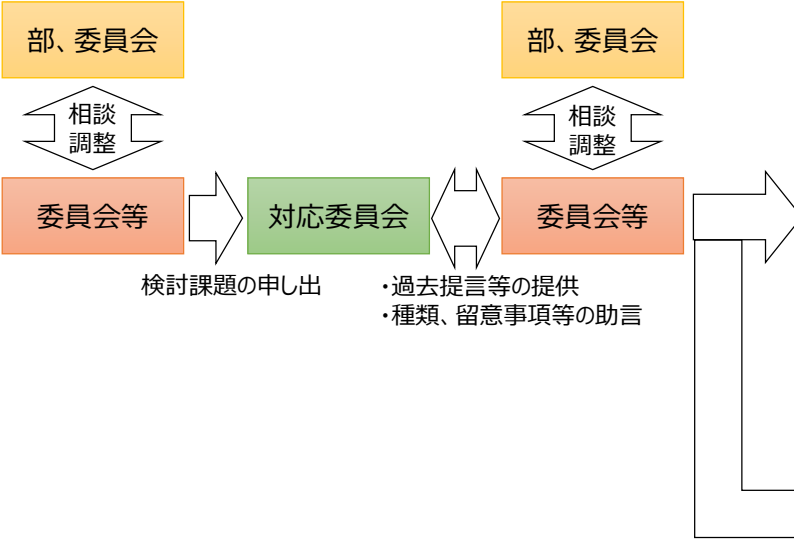 部、委員会
部、委員会
相談
調整
相談
調整
委員会等
対応委員会
委員会等
検討課題の申し出
・過去提言等の提供
・種類、留意事項等の助言